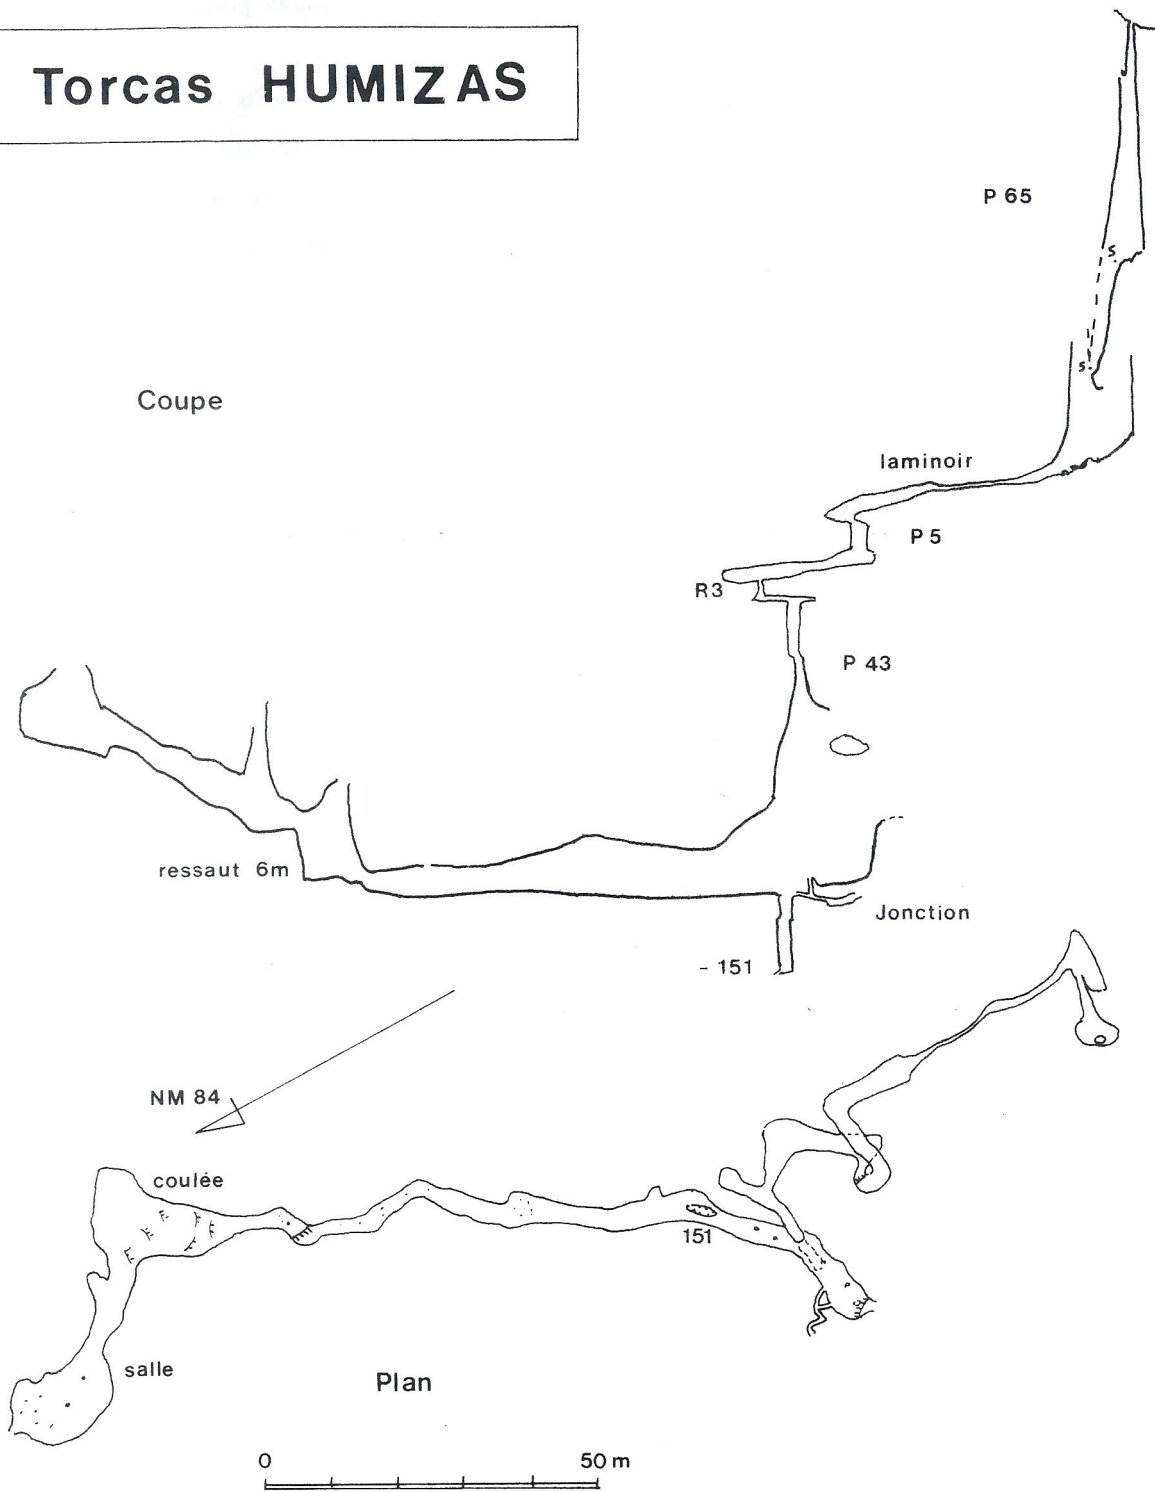 Torcas HUMIZAS
P 65
S.
S.
Coupe
laminoir
P 5
R3
P 43
ressaut 6m
Jonction
- 151
NM 84
coulée
151
salle
Plan
0 50 m